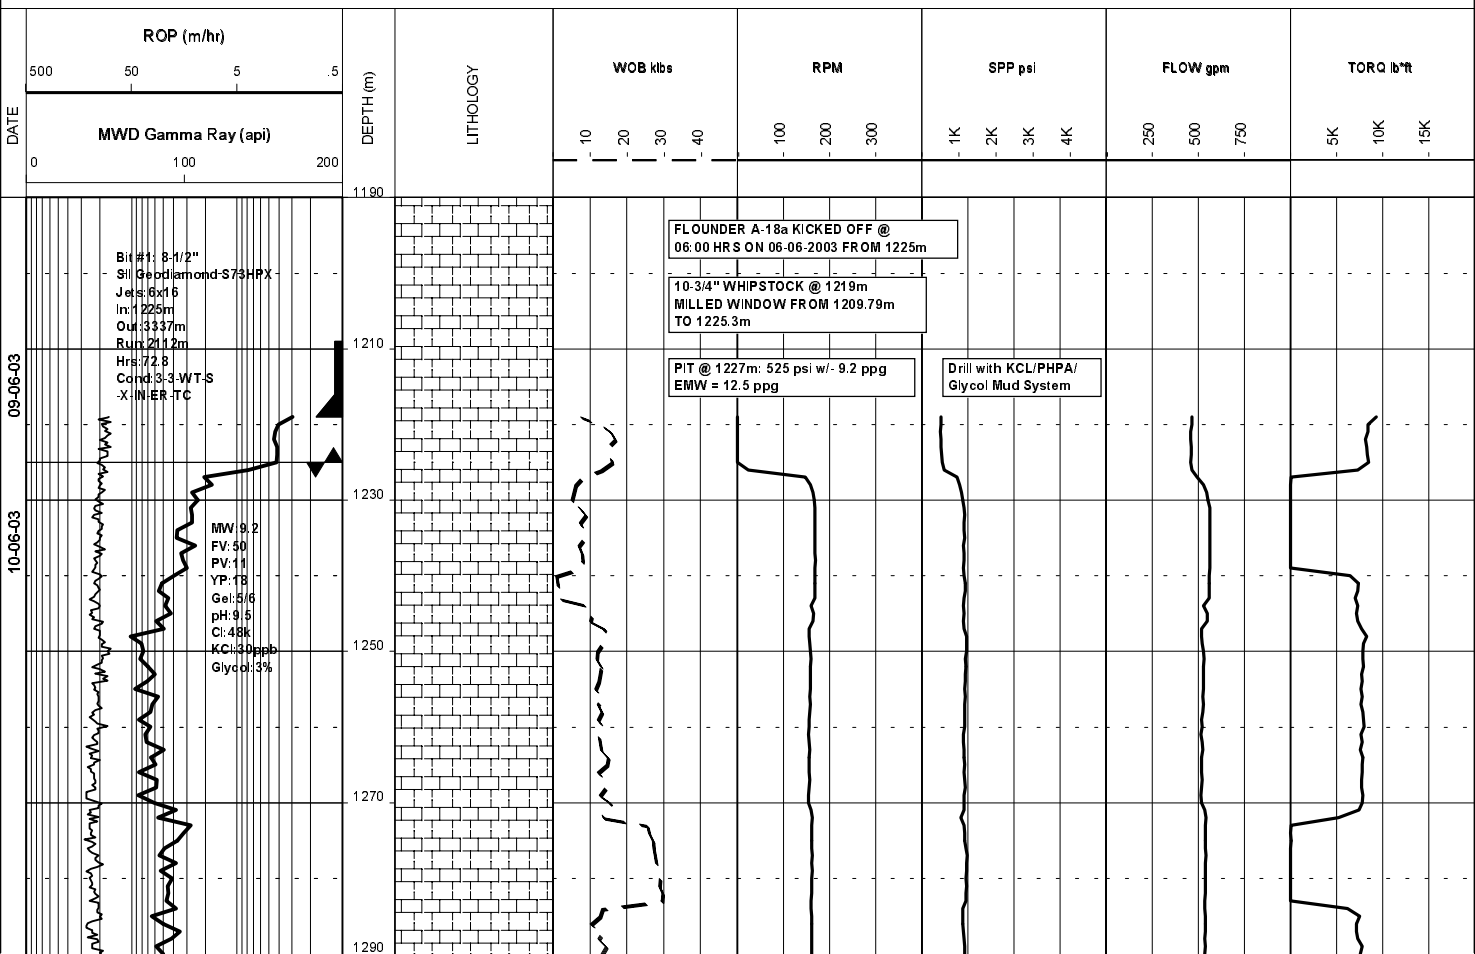 ROP (m/hr)
500 50 5 .5
MWD Gamma Ray (api)
0 100 200
DATE
DEPTH (m)
LITHOLOGY
WOB klbs
10 20 30 40
RPM
100 200 300
SPP psi
1K 2K 3K 4K
FLOW gpm
250 500 750
TORQ lb*ft
5K 10K 15K
1190
1210
1230
1250
1270
1290
09-06-03
10-06-03
Bit #1: 8-1/2"
SII Geodiamond S73HPX
Jets:6x16
In:1225m
Out:3337m
Run:2112m
Hrs:72.8
Cond:3-3-WT-S
-X-IN-ER-TC
MW:9.2
FV:50
PV:11
YP:18
Gel:5/6
pH:9.5
Cl:48k
KCl:30ppb
Glycol:3%
FLOUNDER A-18a KICKED OFF @
06:00 HRS ON 06-06-2003 FROM 1225m
10-3/4" WHIPSTOCK @ 1219m
MILLED WINDOW FROM 1209.79m
TO 1225.3m
PIT @ 1227m: 525 psi w/- 9.2 ppg
EMW = 12.5 ppg
Drill with KCL/PHPA/
Glycol Mud System